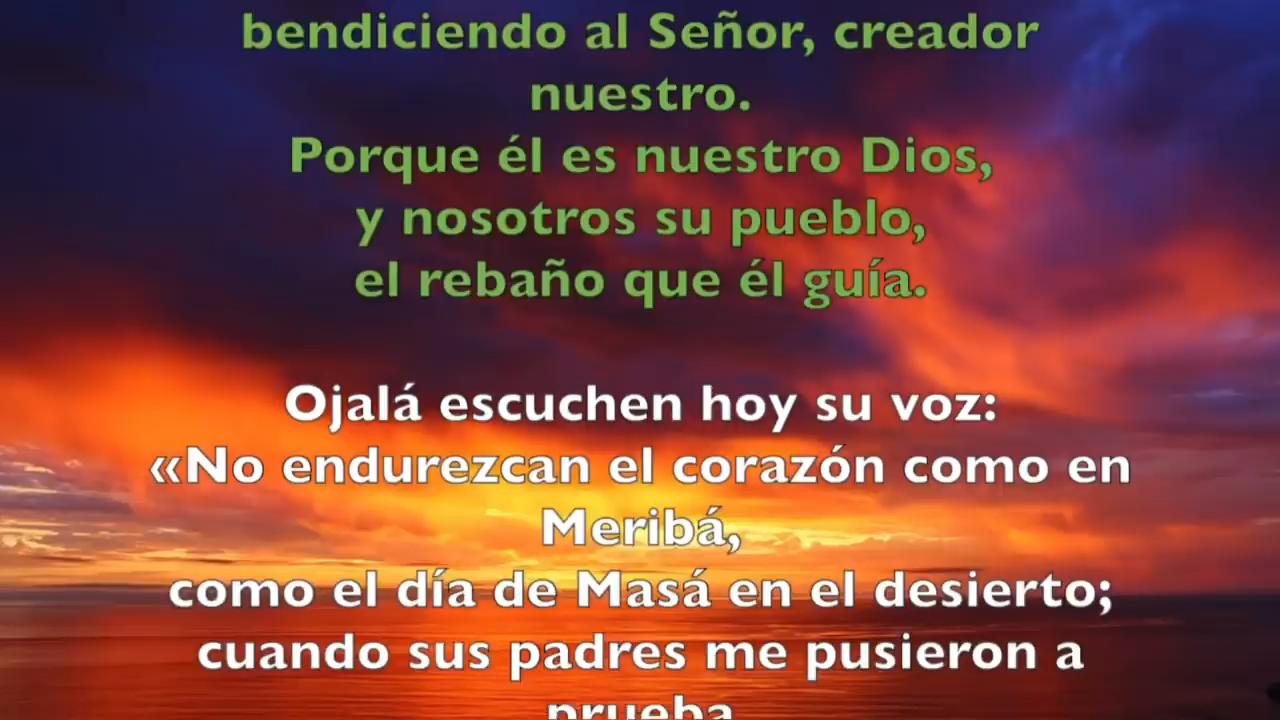 bendiciendo al Señor, creador
nuestro.
Porque él es nuestro Dios,
y nosotros su pueblo,
el rebaño que él guía.
Ojalá escuchen hoy su voz:
«No endurezcan el corazón como en
Meribá,
como el día de Masá en el desierto;
cuando sus padres me pusieron a
prueba